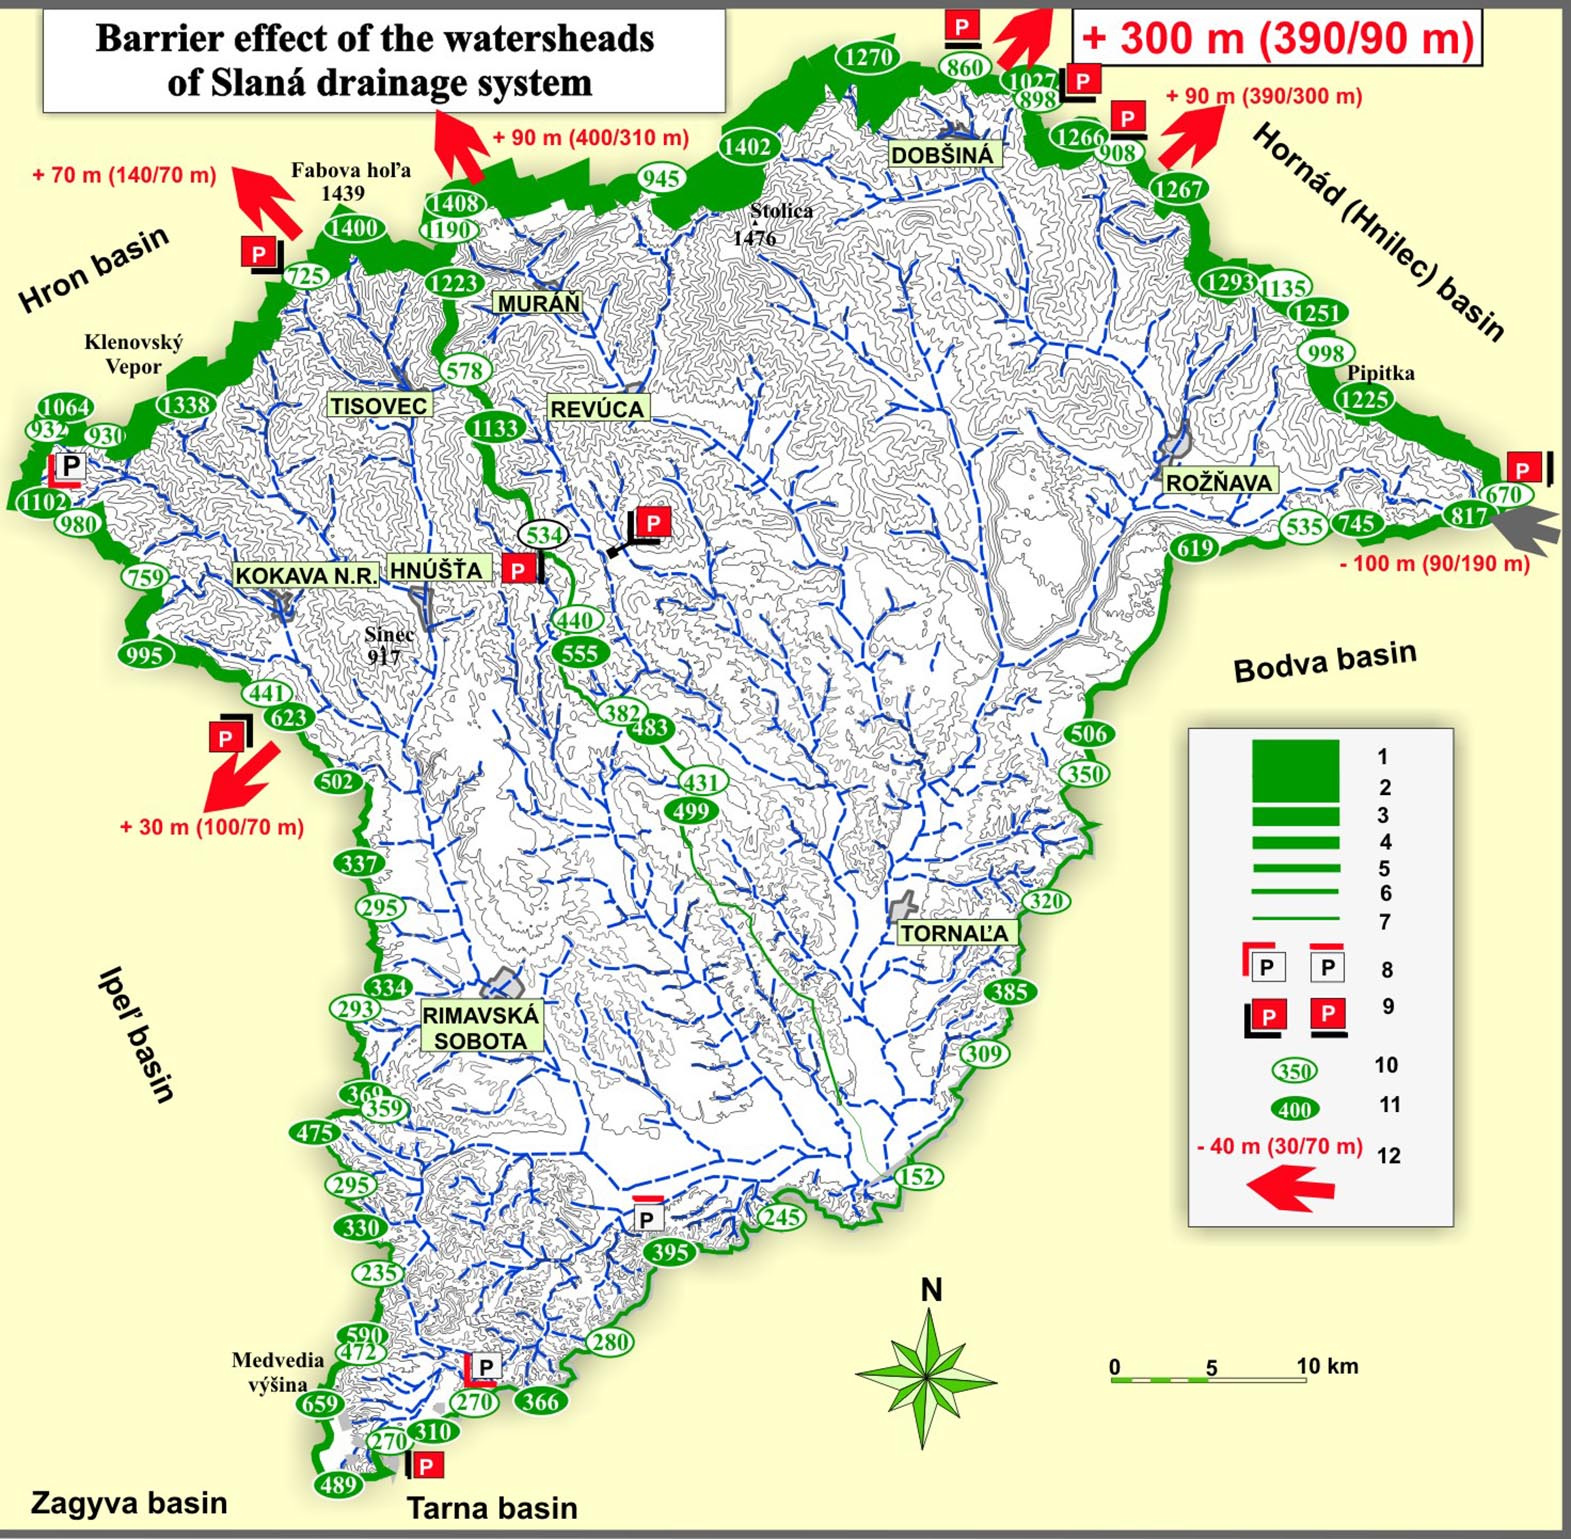 Barrier effect of the watersheds
of Slaná drainage system
P
+ 300 m (390/90 m)
1270
860
1027
898
P
+ 90 m (390/300 m)
P
1266
908
+ 90 m (400/310 m)
1402
DOBŠINÁ
Hornád (Hnilec) basin
+ 70 m (140/70 m)
Fabova hoľa
1439
945
1267
1408
1190
1400
Stolica
1476
Hron basin
P
725
1223
MURÁŇ
1293
1135
1251
Klenovský
Vepor
998
578
Pipitka
1225
1338
TISOVEC
REVÚCA
1064
932
930
1133
P
P
1102
980
ROŽŇAVA
670
817
P
534
535
745
619
- 100 m (90/190 m)
759
KOKAVA N.R.
HNÚŠŤA
P
440
Sinec
917
995
555
Bodva basin
441
623
382
483
P
506
502
431
350
499
+ 30 m (100/70 m)
1
2
3
4
5
6
7
337
295
320
TORNAĽA
Ipeľ basin
334
293
RIMAVSKÁ
SOBOTA
385
P
P
8
P
P
9
309
350
10
369
359
400
11
475
- 40 m (30/70 m)
12
295
152
330
P
245
395
235
N
590
472
280
Medvedia
výšina
P
0
5
10 km
659
270
366
310
270
P
489
Zagyva basin
Tarna basin